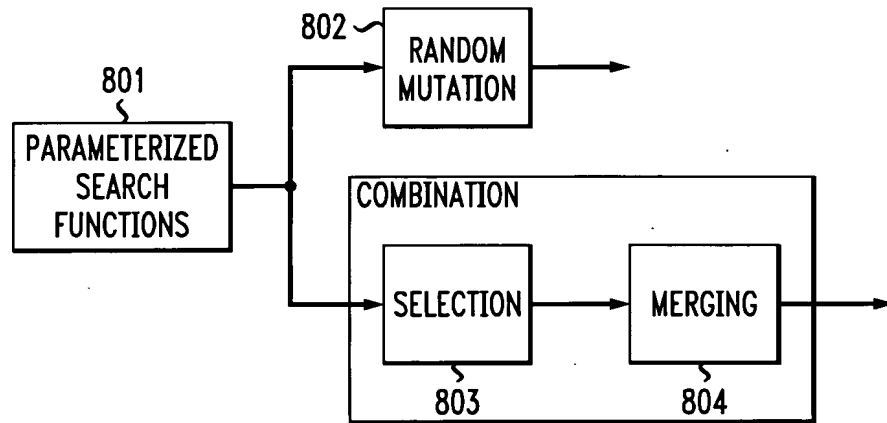 801
PARAMETERIZED
SEARCH
FUNCTIONS
802
RANDOM
MUTATION
COMBINATION
SELECTION
803
MERGING
804